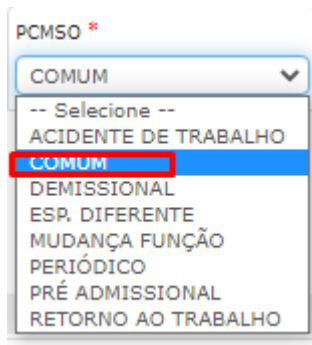 PCMSO *
COMUM
-- Selecione --
ACIDENTE DE TRABALHO
COMUM
DEMISSIONAL
ESP. DIFERENTE
MUDANÇA FUNÇÃO
PERIÓDICO
PRÉ ADMISSIONAL
RETORNO AO TRABALHO